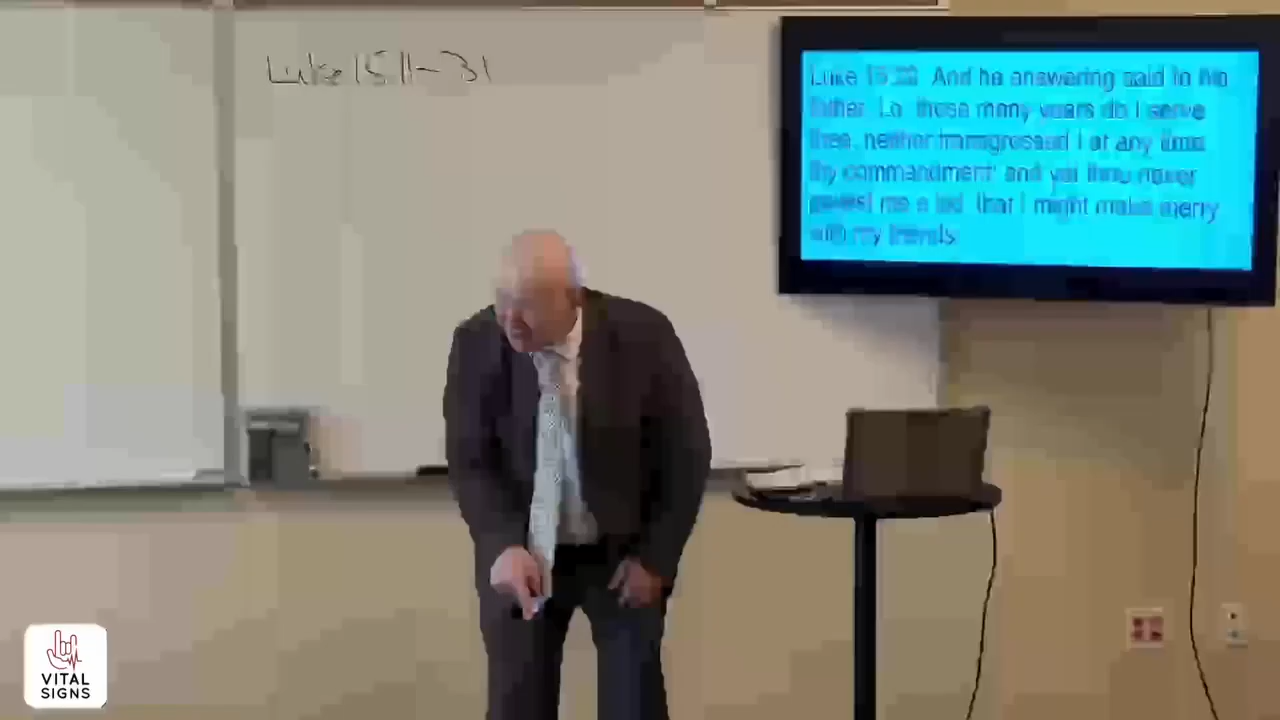 Luke 15:11-31
Luke 15:29 And he answering said to his
father, Lo, these many years do I serve
thee, neither transgressed I at any time
thy commandment: and yet thou never
gavest me a kid, that I might make merry
with my friends:
VITAL
SIGNS